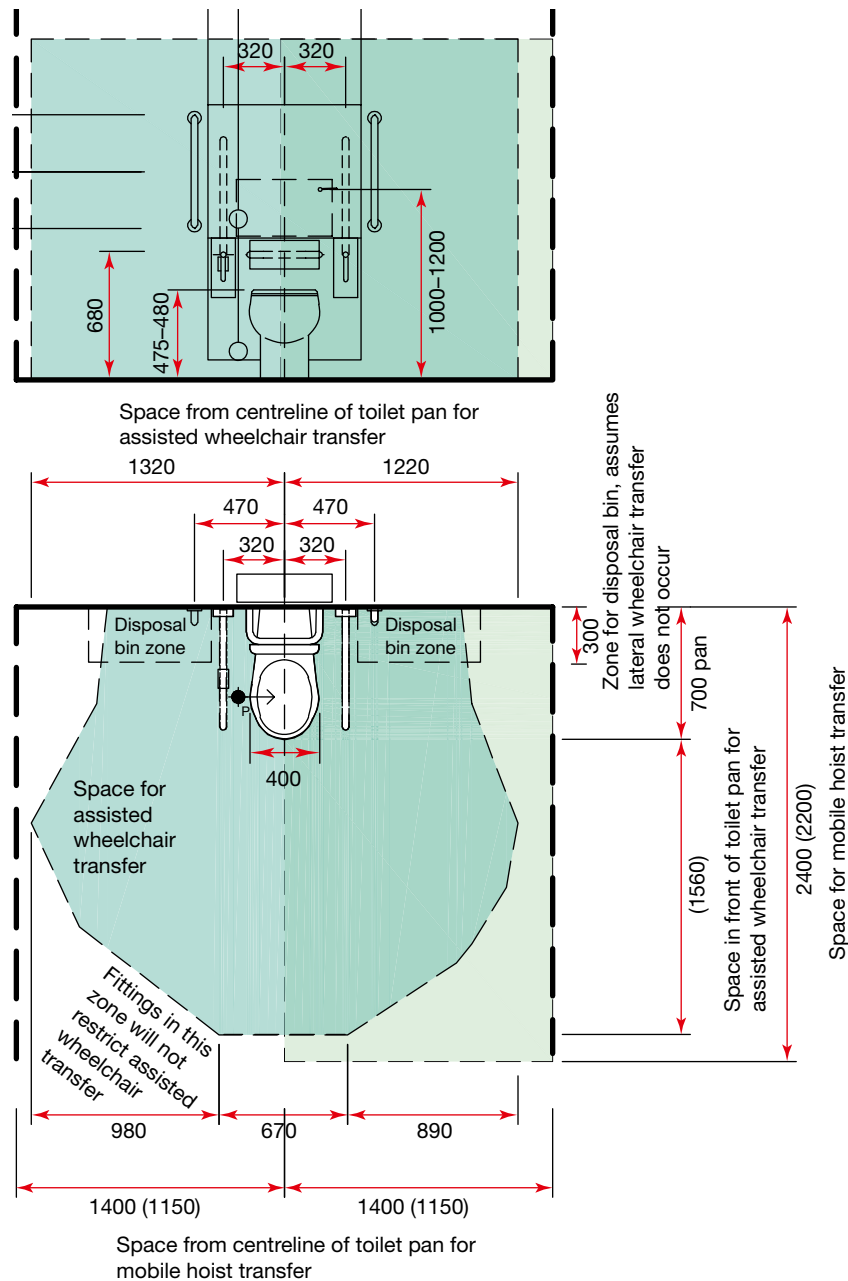 320
320
680
475–480
1000–1200
Space from centreline of toilet pan for
assisted wheelchair transfer
1320
1220
470
470
320
320
Zone for disposal bin, assumes
lateral wheelchair transfer
does not occur
Disposal
bin zone
Disposal
bin zone
300
700 pan
P
400
Space for
assisted
wheelchair
transfer
(1560)
Space in front of toilet pan for
assisted wheelchair transfer
2400 (2200)
Space for mobile hoist transfer
Fittings in this
zone will not
restrict assisted
wheelchair
transfer
980
670
890
1400 (1150)
1400 (1150)
Space from centreline of toilet pan for
mobile hoist transfer